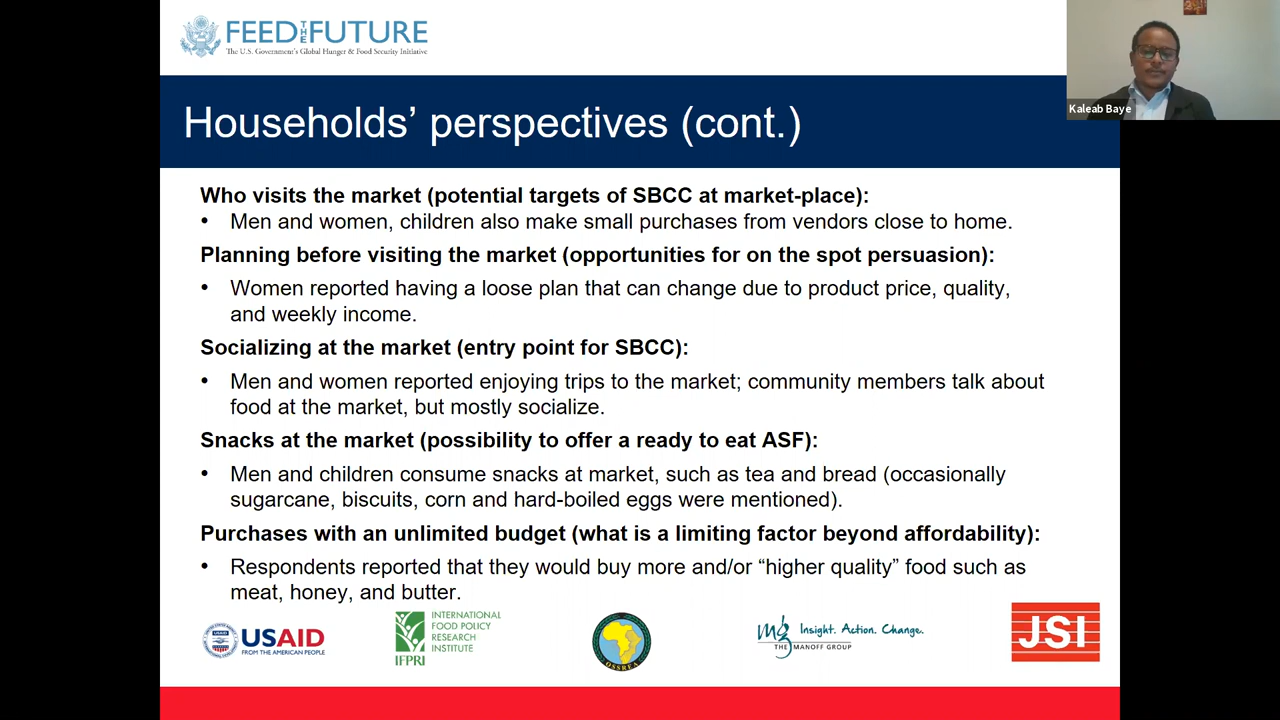 FEED THE FUTURE
The U.S. Government's Global Hunger & Food Security Initiative
Kaleab Baye
Households’ perspectives (cont.)
Who visits the market (potential targets of SBCC at market-place):
• Men and women, children also make small purchases from vendors close to home.
Planning before visiting the market (opportunities for on the spot persuasion):
• Women reported having a loose plan that can change due to product price, quality,
and weekly income.
Socializing at the market (entry point for SBCC):
• Men and women reported enjoying trips to the market; community members talk about
food at the market, but mostly socialize.
Snacks at the market (possibility to offer a ready to eat ASF):
• Men and children consume snacks at market, such as tea and bread (occasionally
sugarcane, biscuits, corn and hard-boiled eggs were mentioned).
Purchases with an unlimited budget (what is a limiting factor beyond affordability):
• Respondents reported that they would buy more and/or “higher quality” food such as
meat, honey, and butter.
USAID
FROM THE AMERICAN PEOPLE
IFPRI
INTERNATIONAL
FOOD POLICY
RESEARCH
INSTITUTE
OSSREA
mg Insight. Action. Change.
THE MANOFF GROUP
JSI